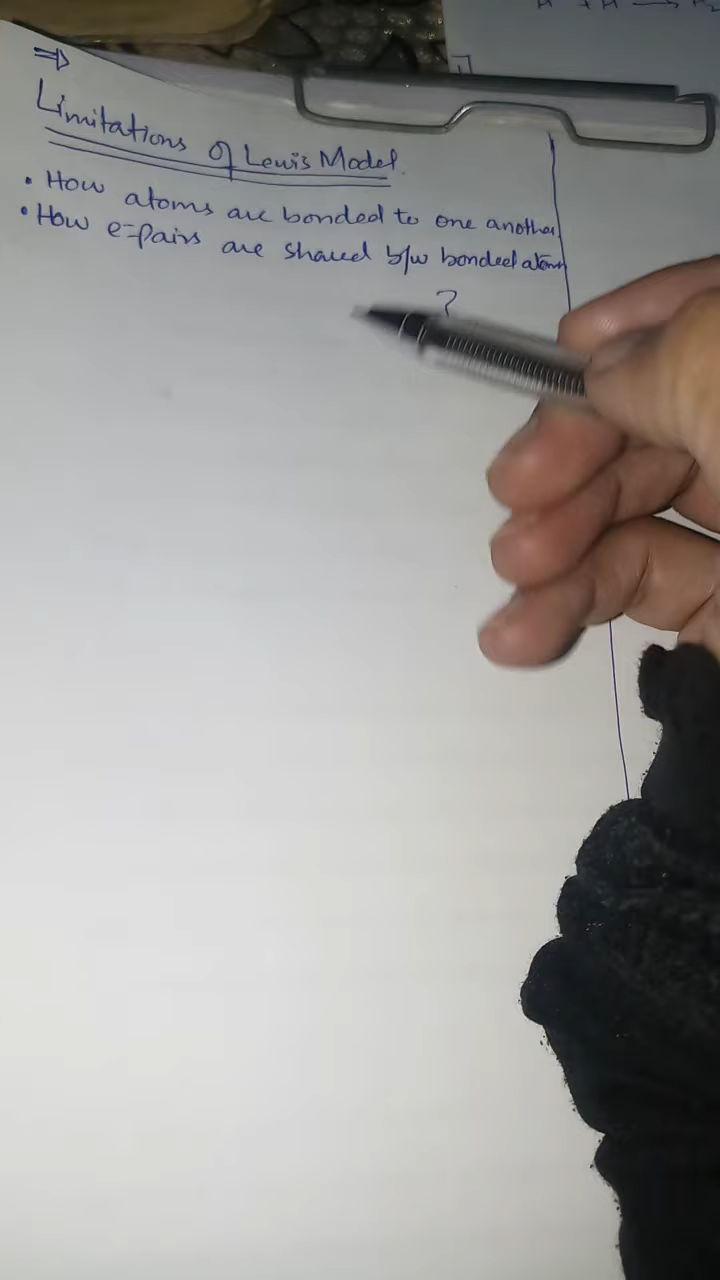 ⇒
Limitations of Lewis Model.
• How atoms are bonded to one another
• How e-pairs are shared b/w bonded atoms
?